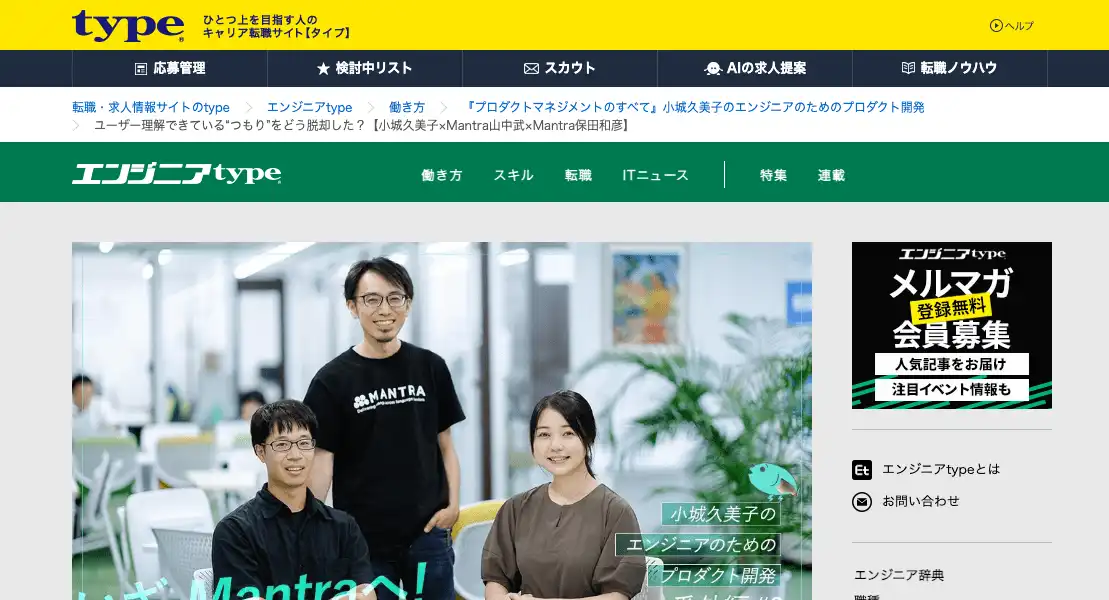 type
ひとつ上を目指す人の
キャリア転職サイト【タイプ】
ヘルプ
応募管理
検討中リスト
スカウト
AIの求人提案
転職ノウハウ
転職・求人情報サイトのtype
エンジニアtype
働き方
『プロダクトマネジメントのすべて』小城久美子のエンジニアのためのプロダクト開発
ユーザー理解できている“つもり”をどう脱却した？【小城久美子×Mantra山中武×Mantra保田和彦】
エンジニアtype
働き方
スキル
転職
ITニュース
特集
連載
MANTRA
小城久美子の
エンジニアのための
プロダクト開発
Mantraへ！
エンジニアtype
メルマガ
登録無料
会員募集
人気記事をお届け
注目イベント情報も
Et エンジニアtypeとは
お問い合わせ
エンジニア辞典
職種